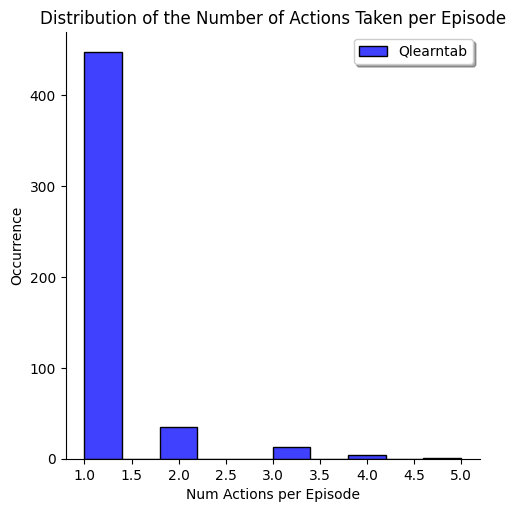 Distribution of the Number of Actions Taken per Episode
Qlearntab
400
300
200
100
0
Occurrence
1.0 1.5 2.0 2.5 3.0 3.5 4.0 4.5 5.0
Num Actions per Episode